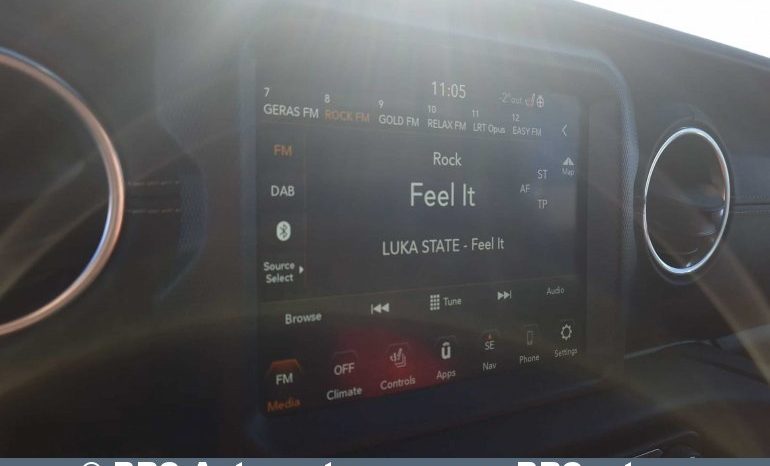 11:05
-2°out
7 8 9 10 11 12
GERAS FM ROCK FM GOLD FM RELAX FM LRT Opus EASY FM
FM
Rock
Map
ST
DAB
Feel It
AF
TP
LUKA STATE - Feel It
Source
Select
Browse
Tune
Audio
FM
Media
OFF
Climate
Controls
Apps
SE
Nav
Phone
Settings